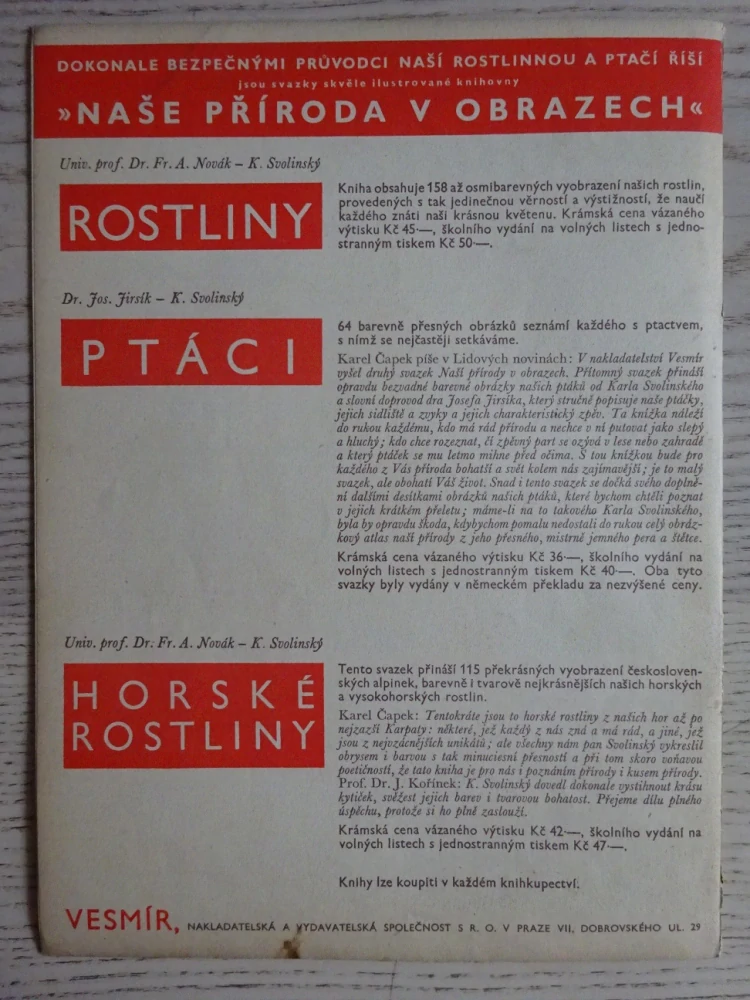 DOKONALE BEZPEČNÝMI PRŮVODCI NAŠÍ ROSTLINNOU A PTAČÍ ŘÍŠÍ
jsou svazky skvěle ilustrované knihovny
»NAŠE PŘÍRODA V OBRAZECH«
Univ. prof. Dr. Fr. A. Novák – K. Svolinský
ROSTLINY
Kniha obsahuje 158 až osmibarevných vyobrazení našich rostlin,
provedených s tak jedinečnou věrností a výstižností, že naučí
každého znáti naši krásnou květenu. Krámská cena vázaného
výtisku Kč 45·—, školního vydání na volných listech s jedno-
stranným tiskem Kč 50·—.
Dr. Jos. Jirsík – K. Svolinský
PTÁCI
64 barevně přesných obrázků seznámí každého s ptactvem,
s nímž se nejčastěji setkáváme.
Karel Čapek píše v Lidových novinách: V nakladatelství Vesmír
vyšel druhý svazek Naší přírody v obrazech. Přítomný svazek přináší
opravdu bezvadné barevné obrázky našich ptáků od Karla Svolinského
a slovní doprovod dra Josefa Jirsíka, který stručně popisuje naše ptáčky,
jejich sídliště a zvyky a jejich charakteristický zpěv. Ta knížka náleží
do rukou každému, kdo má rád přírodu a nechce v ní putovat jako slepý
a hluchý; kdo chce rozeznat, čí zpěvný part se ozývá v lese nebo zahradě
a který ptáček se mu letmo mihne před očima. S tou knížkou bude pro
každého z Vás příroda bohatší a svět kolem nás zajímavější; je to malý
svazek, ale obohatí Váš život. Snad i tento svazek se dočká svého doplně-
ní dalšími desítkami obrázků našich ptáků, které bychom chtěli poznat
v jejich krátkém přeletu; máme-li na to takového Karla Svolinského,
byla by opravdu škoda, kdybychom pomalu nedostali do rukou celý obráz-
kový atlas naší přírody z jeho přesného, mistrně jemného pera a štětce.
Krámská cena vázaného výtisku Kč 36·—, školního vydání na
volných listech s jednostranným tiskem Kč 40·—. Oba tyto
svazky byly vydány v německém překladu za nezvýšené ceny.
Univ. prof. Dr. Fr. A. Novák – K. Svolinský
HORSKÉ
ROSTLINY
Tento svazek přináší 115 překrásných vyobrazení českosloven-
ských alpinek, barevně i tvarově nejkrásnějších našich horských
a vysokohorských rostlin.
Karel Čapek: Tentokráte jsou to horské rostliny z našich hor až po
nejzazší Karpaty: některé, jež každý z nás zná a má rád, a jiné, jež
jsou z nejvzácnějších unikátů; ale všechny nám pan Svolinský vykreslil
obrysem i barvou s tak minuciesní přesností a při tom skoro voňavou
poetičností, že tato kniha je pro nás i poznáním přírody i kusem přírody.
Prof. Dr. J. Kořínek: K. Svolinský dovedl dokonale vystihnout krásu
kytiček, svěžest jejich barev i tvarovou bohatost. Přejeme dílu plného
úspěchu, protože si ho plně zaslouží.
Krámská cena vázaného výtisku Kč 42·—, školního vydání na
volných listech s jednostranným tiskem Kč 47·—.
Knihy lze koupiti v každém knihkupectví.
VESMÍR, NAKLADATELSKÁ A VYDAVATELSKÁ SPOLEČNOST S R. O. V PRAZE VII, DOBROVSKÉHO UL. 29